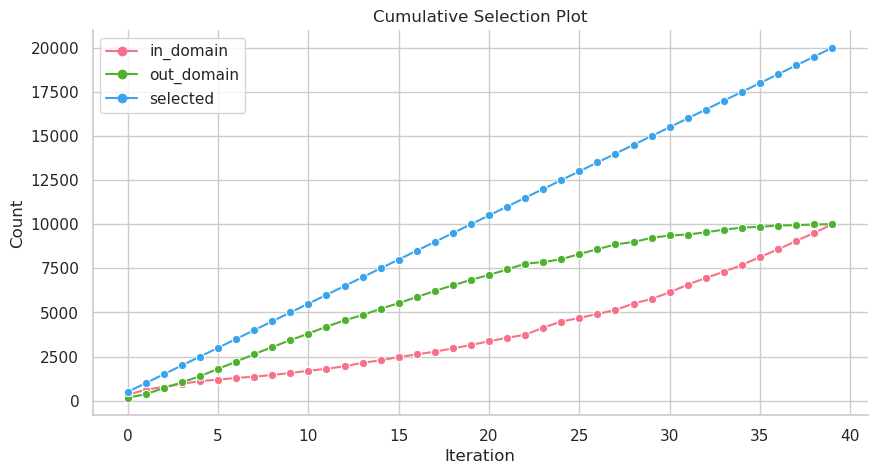 Cumulative Selection Plot
in_domain
out_domain
selected
Count
20000
17500
15000
12500
10000
7500
5000
2500
0
0 5 10 15 20 25 30 35 40
Iteration